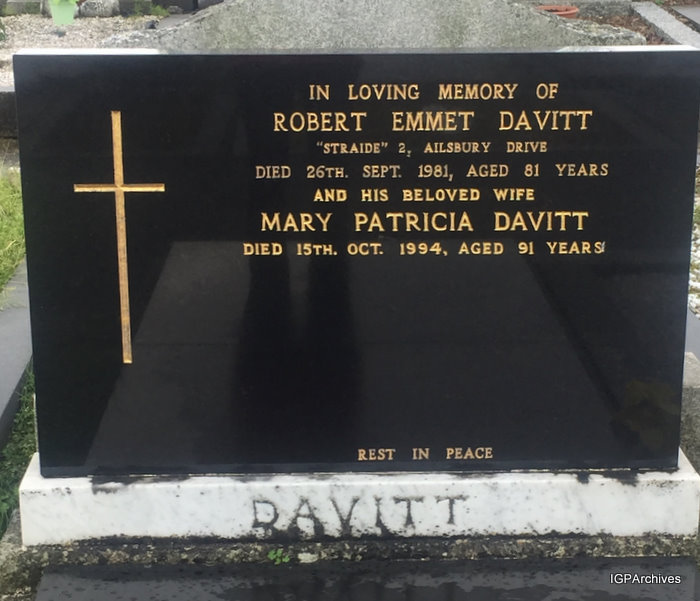 IN LOVING MEMORY OF
ROBERT EMMET DAVITT
"STRAIDE" 2, AILSBURY DRIVE
DIED 26TH. SEPT. 1981, AGED 81 YEARS
AND HIS BELOVED WIFE
MARY PATRICIA DAVITT
DIED 15TH. OCT. 1994, AGED 91 YEARS
REST IN PEACE
DAVITT
IGPArchives